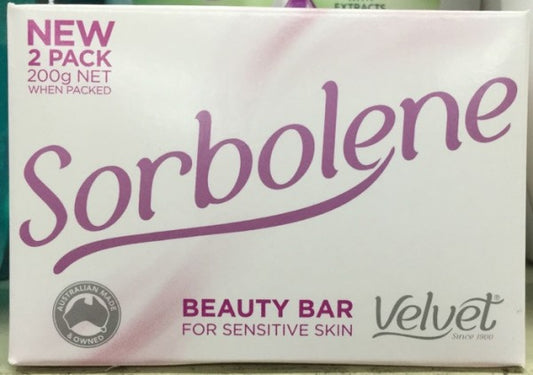 EXTRACTS
NEW
2 PACK
200g NET
WHEN PACKED
Sorbolene
AUSTRALIAN MADE
& OWNED
BEAUTY BAR
FOR SENSITIVE SKIN
Velvet®
Since 1900